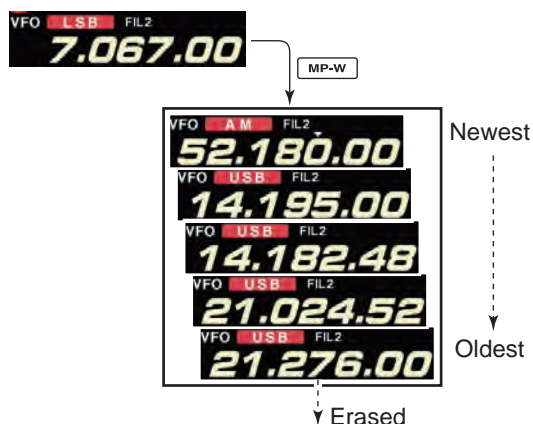 VFO LSB FIL2
7.067.00
MP-W
VFO AM FIL2
52.180.00
Newest
VFO USB FIL2
14.195.00
VFO USB FIL2
14.182.48
VFO USB FIL2
21.024.52
VFO USB FIL2
21.276.00
Oldest
Erased